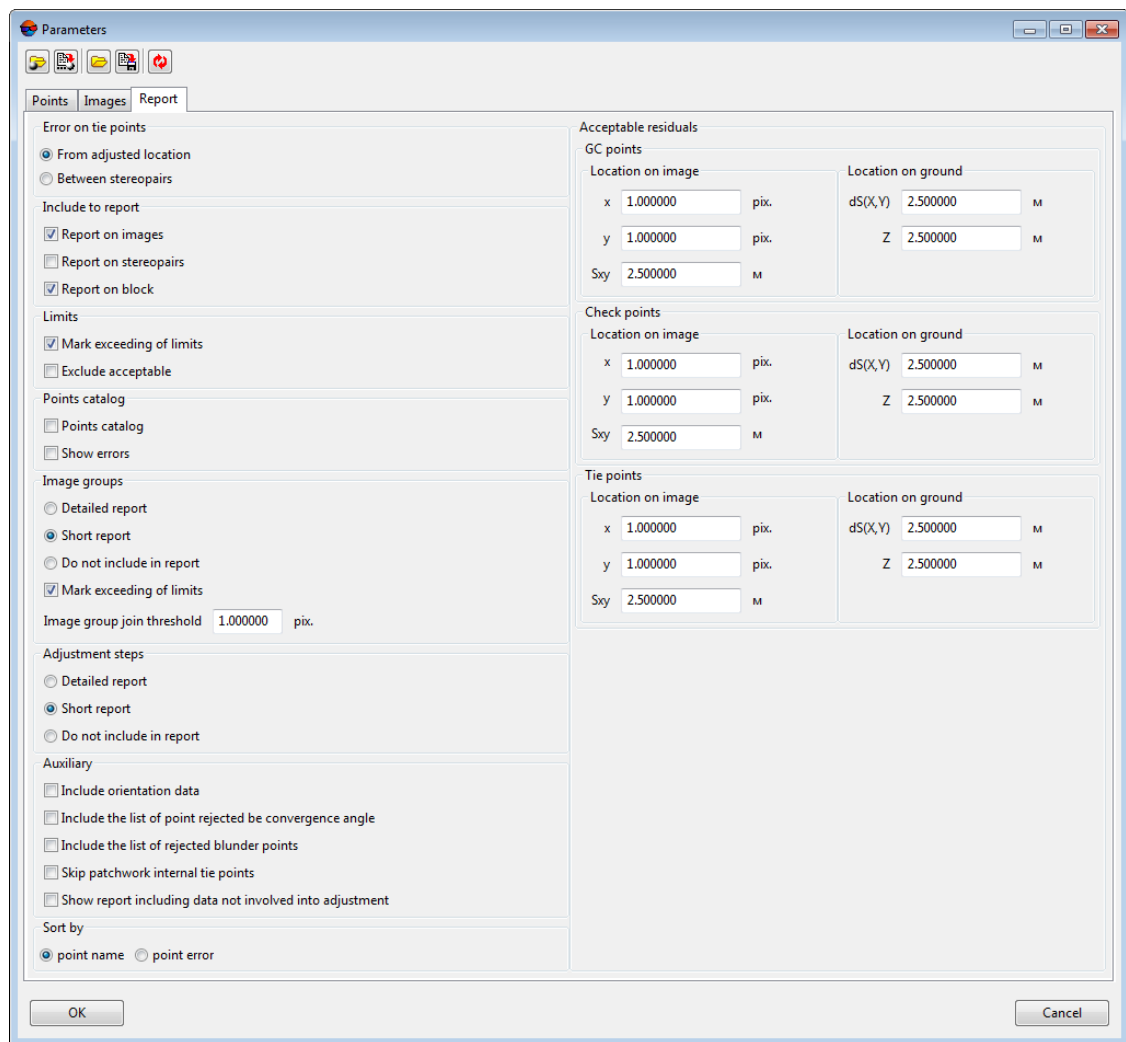 Parameters
Points Images Report
Error on tie points
From adjusted location
Between stereopairs
Include to report
Report on images
Report on stereopairs
Report on block
Limits
Mark exceeding of limits
Exclude acceptable
Points catalog
Points catalog
Show errors
Image groups
Detailed report
Short report
Do not include in report
Mark exceeding of limits
Image group join threshold 1.000000 pix.
Adjustment steps
Detailed report
Short report
Do not include in report
Auxiliary
Include orientation data
Include the list of point rejected be convergence angle
Include the list of rejected blunder points
Skip patchwork internal tie points
Show report including data not involved into adjustment
Sort by
point name point error
Acceptable residuals
GC points
Location on image Location on ground
x 1.000000 pix. dS(X,Y) 2.500000 м
y 1.000000 pix. Z 2.500000 м
Sxy 2.500000 м
Check points
Location on image Location on ground
x 1.000000 pix. dS(X,Y) 2.500000 м
y 1.000000 pix. Z 2.500000 м
Sxy 2.500000 м
Tie points
Location on image Location on ground
x 1.000000 pix. dS(X,Y) 2.500000 м
y 1.000000 pix. Z 2.500000 м
Sxy 2.500000 м
OK Cancel